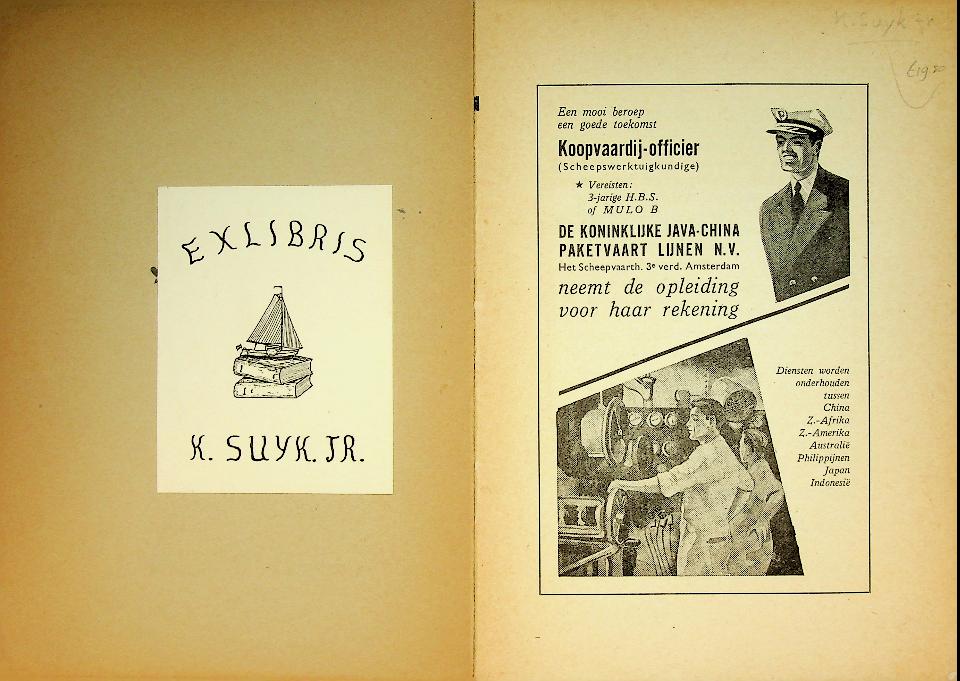 EXLIBRIS
K. SUYK. JR.
K. Suyk Jr
Een mooi beroep
een goede toekomst
Koopvaardij-officier
(Scheepswerktuigkundige)
★ Vereisten:
3-jarige H.B.S.
of MULO B
DE KONINKLIJKE JAVA-CHINA
PAKETVAART LIJNEN N.V.
Het Scheepvaarth. 3e verd. Amsterdam
neemt de opleiding
voor haar rekening
Diensten worden
onderhouden
tussen
China
Z.-Afrika
Z.-Amerika
Australië
Philippijnen
Japan
Indonesië